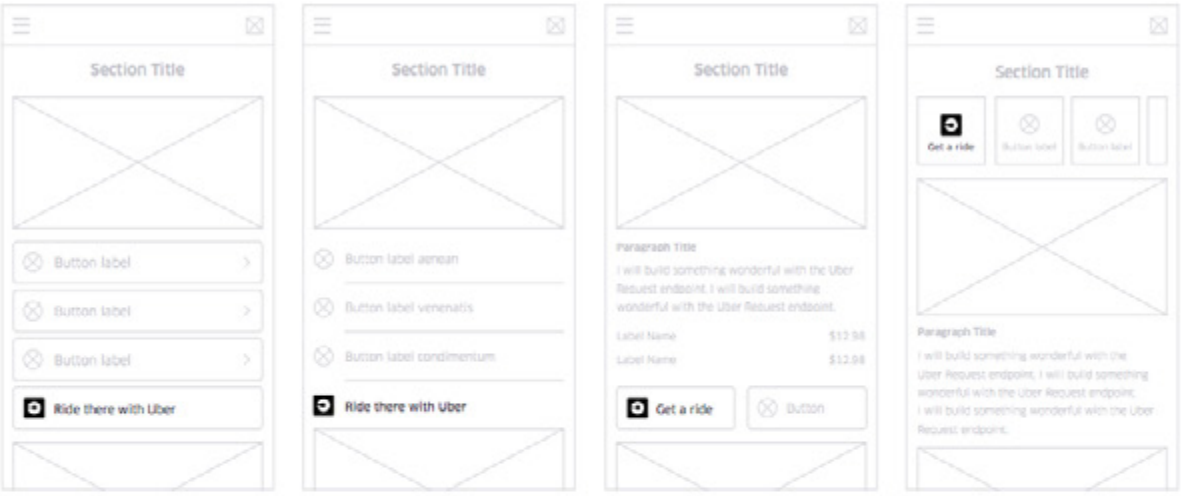 Section Title
Button label
Button label
Button label
Ride there with Uber
Section Title
Button label aenean
Button label venenatis
Button label condimentum
Ride there with Uber
Section Title
Paragraph Title
I will build something wonderful with the Uber
Request endpoint. I will build something
wonderful with the Uber Request endpoint.
Label Name $12.98
Label Name $12.98
Get a ride
Button
Section Title
Get a ride
Button label
Button label
Paragraph Title
I will build something wonderful with the
Uber Request endpoint. I will build something
wonderful with the Uber Request endpoint.
I will build something wonderful with the Uber
Request endpoint.